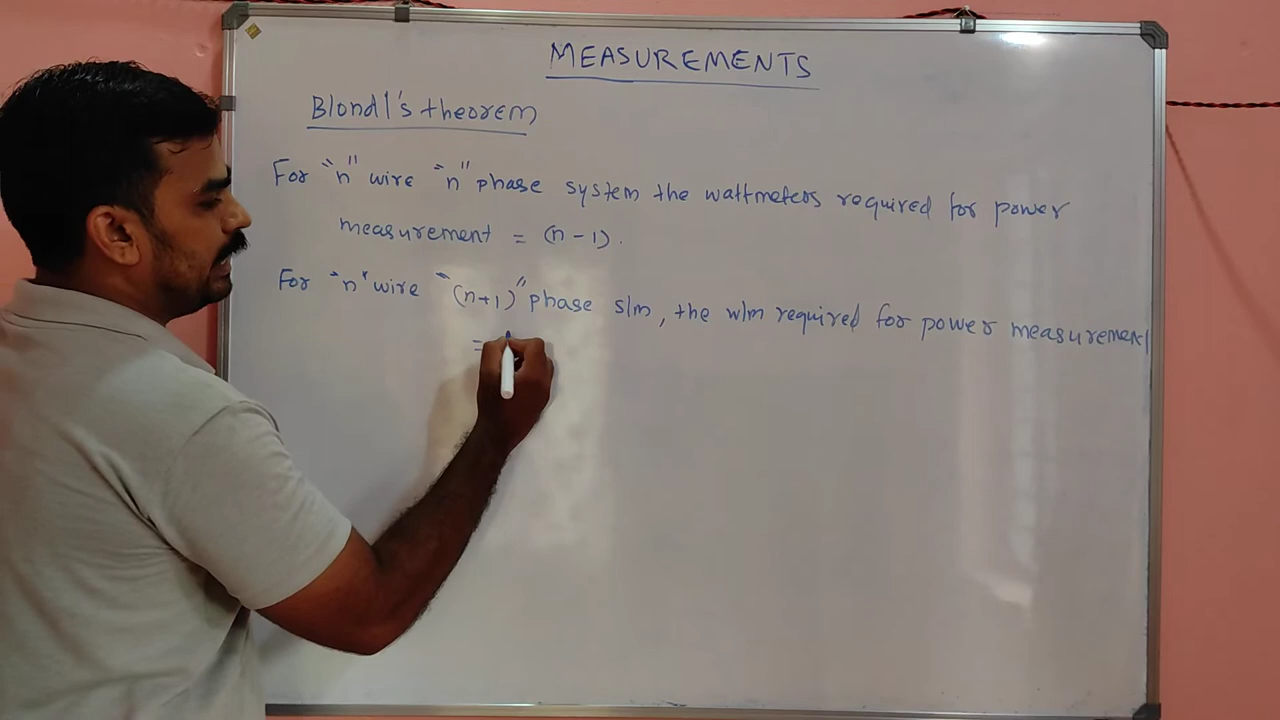 MEASUREMENTS
Blondl's theorem
For "n" wire "n" phase system the wattmeters required for power
measurement = (n-1).
For "n" wire "(n+1)" phase s/m, the w/m required for power measurement
=